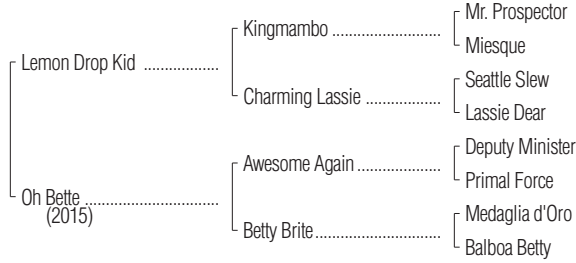 Mr. Prospector
Kingmambo ........................
Miesque
Lemon Drop Kid ................
Seattle Slew
Charming Lassie ................
Lassie Dear
Deputy Minister
Awesome Again ..................
Primal Force
Oh Bette .............................
(2015)
Medaglia d'Oro
Betty Brite ...........................
Balboa Betty